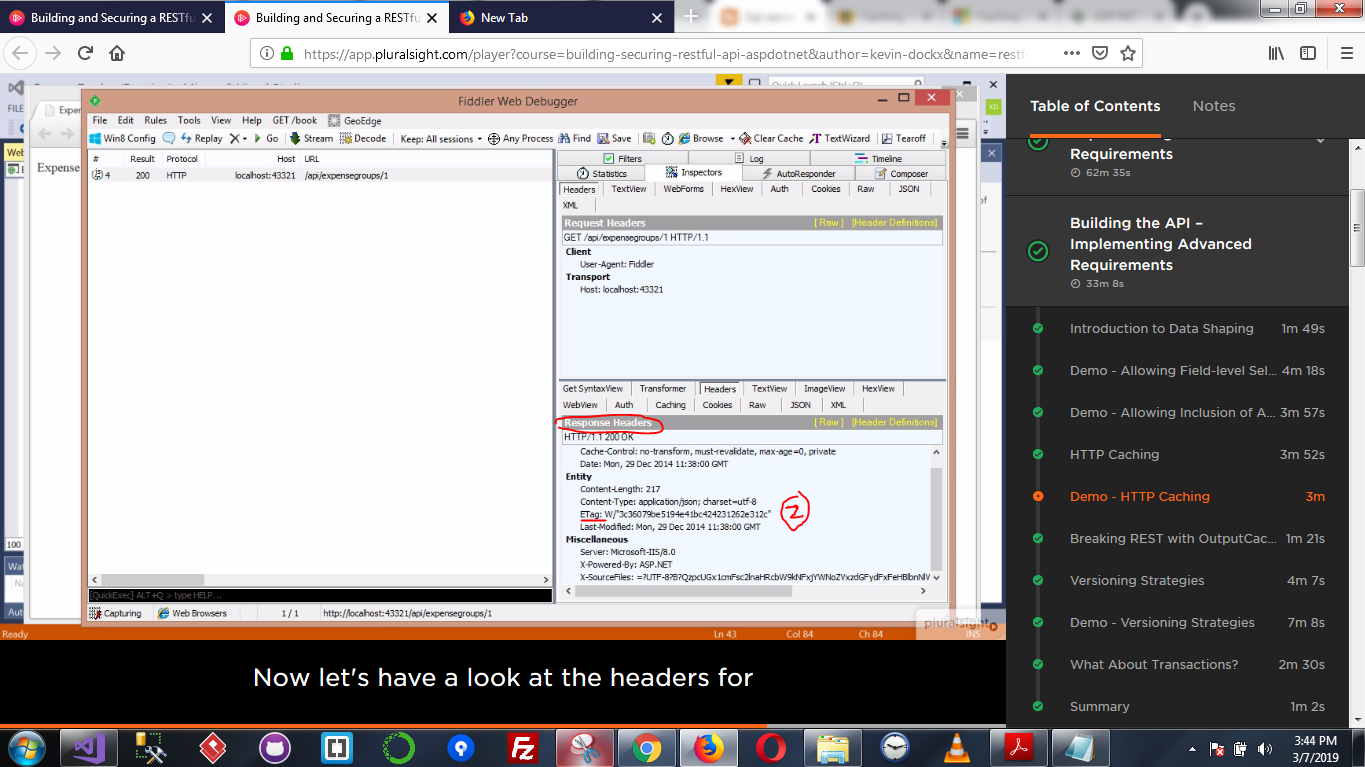 Building and Securing a RESTfu
Building and Securing a RESTfu
New Tab
https://app.pluralsight.com/player?course=building-securing-restful-api-aspdotnet&author=kevin-dockx&name=restf
Quick Launch (Ctrl+Q)
FILE
Exper
Fiddler Web Debugger
KD
File Edit Rules Tools View Help GET /book GeoEdge
Win8 Config Replay Go Stream Decode Keep: All sessions Any Process Find Save Browse Clear Cache TextWizard Tearoff
Web
Expense
# Result Protocol Host URL
4 200 HTTP localhost:43321 /api/expensegroups/1
Filters Log Timeline
Statistics Inspectors AutoResponder Composer
Headers TextView WebForms HexView Auth Cookies Raw JSON
XML
Request Headers [ Raw ] [Header Definitions]
GET /api/expensegroups/1 HTTP/1.1
Client
User-Agent: Fiddler
Transport
Host: localhost:43321
Get SyntaxView Transformer Headers TextView ImageView HexView
WebView Auth Caching Cookies Raw JSON XML
Response Headers [ Raw ] [Header Definitions]
HTTP/1.1 200 OK
Cache-Control: no-transform, must-revalidate, max-age=0, private
Date: Mon, 29 Dec 2014 11:38:00 GMT
Entity
Content-Length: 217
Content-Type: application/json; charset=utf-8
ETag: W/"3c36079be5194e41bc424231262e312c"
2
Last-Modified: Mon, 29 Dec 2014 11:38:00 GMT
Miscellaneous
Server: Microsoft-IIS/8.0
X-Powered-By: ASP.NET
100
Wat
Na
Aut
[QuickExec] ALT+Q > type HELP...
Capturing Web Browsers 1 / 1 http://localhost:43321/api/expensegroups/1
pluralsight
Ready Ln 43 Col 84 Ch 84 INS
Now let's have a look at the headers for
Table of Contents Notes
Requirements
62m 35s
Building the API –
Implementing Advanced
Requirements
33m 8s
Introduction to Data Shaping 1m 49s
Demo - Allowing Field-level Sel... 4m 18s
Demo - Allowing Inclusion of A... 3m 57s
HTTP Caching 3m 52s
Demo - HTTP Caching 3m
Breaking REST with OutputCac... 1m 21s
Versioning Strategies 4m 7s
Demo - Versioning Strategies 7m 8s
What About Transactions? 2m 30s
Summary 1m 2s
3:44 PM
3/7/2019